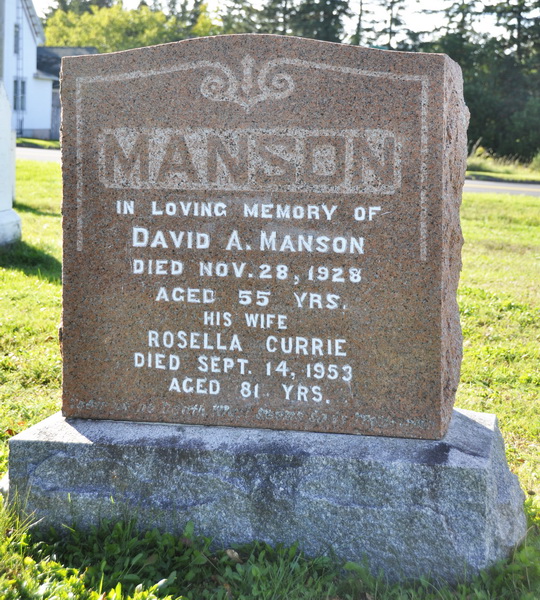 MANSON
IN LOVING MEMORY OF
DAVID A. MANSON
DIED NOV. 28, 1928
AGED 55 YRS.
HIS WIFE
ROSELLA CURRIE
DIED SEPT. 14, 1953
AGED 81 YRS.